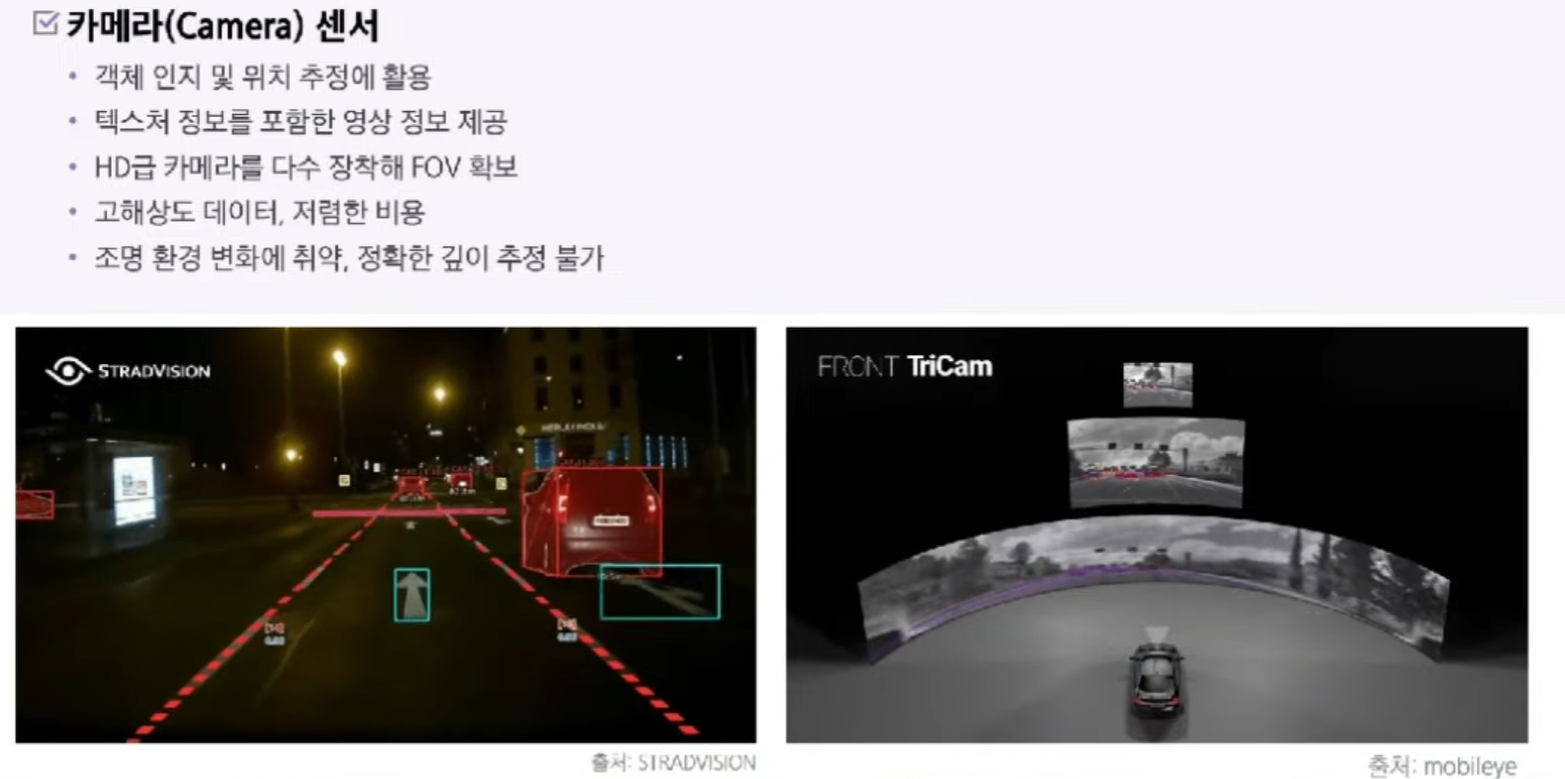 카메라(Camera) 센서
• 객체 인지 및 위치 추정에 활용
• 텍스처 정보를 포함한 영상 정보 제공
• HD급 카메라를 다수 장착해 FOV 확보
• 고해상도 데이터, 저렴한 비용
• 조명 환경 변화에 취약, 정확한 깊이 추정 불가
STRADVISION
FRONT TriCam
출처: STRADVISION
출처: mobileye